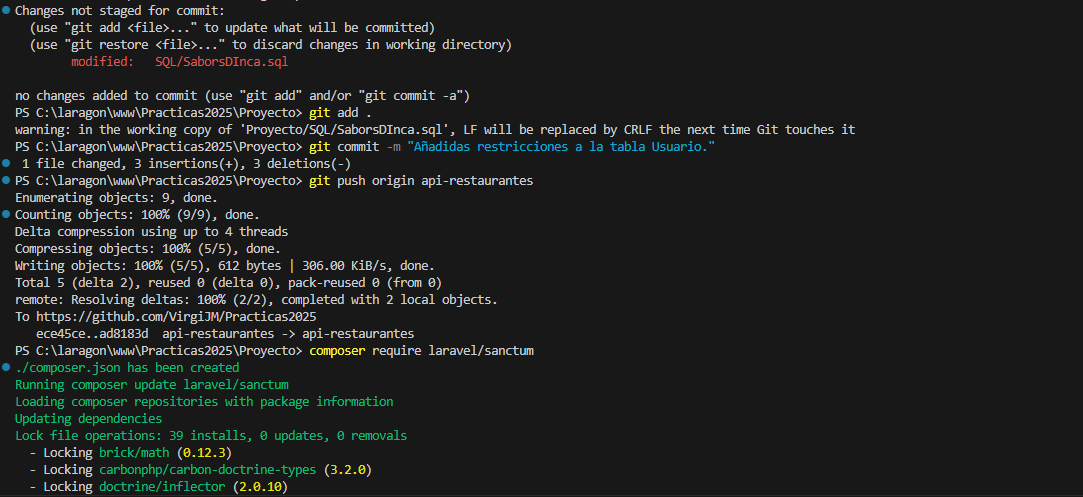 Changes not staged for commit:
(use "git add <file>..." to update what will be committed)
(use "git restore <file>..." to discard changes in working directory)
modified:   SQL/SaborsDInca.sql
no changes added to commit (use "git add" and/or "git commit -a")
PS C:\laragon\www\Practicas2025\Proyecto> git add .
warning: in the working copy of 'Proyecto/SQL/SaborsDInca.sql', LF will be replaced by CRLF the next time Git touches it
PS C:\laragon\www\Practicas2025\Proyecto> git commit -m "Añadidas restricciones a la tabla Usuario."
1 file changed, 3 insertions(+), 3 deletions(-)
PS C:\laragon\www\Practicas2025\Proyecto> git push origin api-restaurantes
Enumerating objects: 9, done.
Counting objects: 100% (9/9), done.
Delta compression using up to 4 threads
Compressing objects: 100% (5/5), done.
Writing objects: 100% (5/5), 612 bytes | 306.00 KiB/s, done.
Total 5 (delta 2), reused 0 (delta 0), pack-reused 0 (from 0)
remote: Resolving deltas: 100% (2/2), completed with 2 local objects.
To https://github.com/VirgiJM/Practicas2025
ece45ce..ad8183d  api-restaurantes -> api-restaurantes
PS C:\laragon\www\Practicas2025\Proyecto> composer require laravel/sanctum
./composer.json has been created
Running composer update laravel/sanctum
Loading composer repositories with package information
Updating dependencies
Lock file operations: 39 installs, 0 updates, 0 removals
- Locking brick/math (0.12.3)
- Locking carbonphp/carbon-doctrine-types (3.2.0)
- Locking doctrine/inflector (2.0.10)